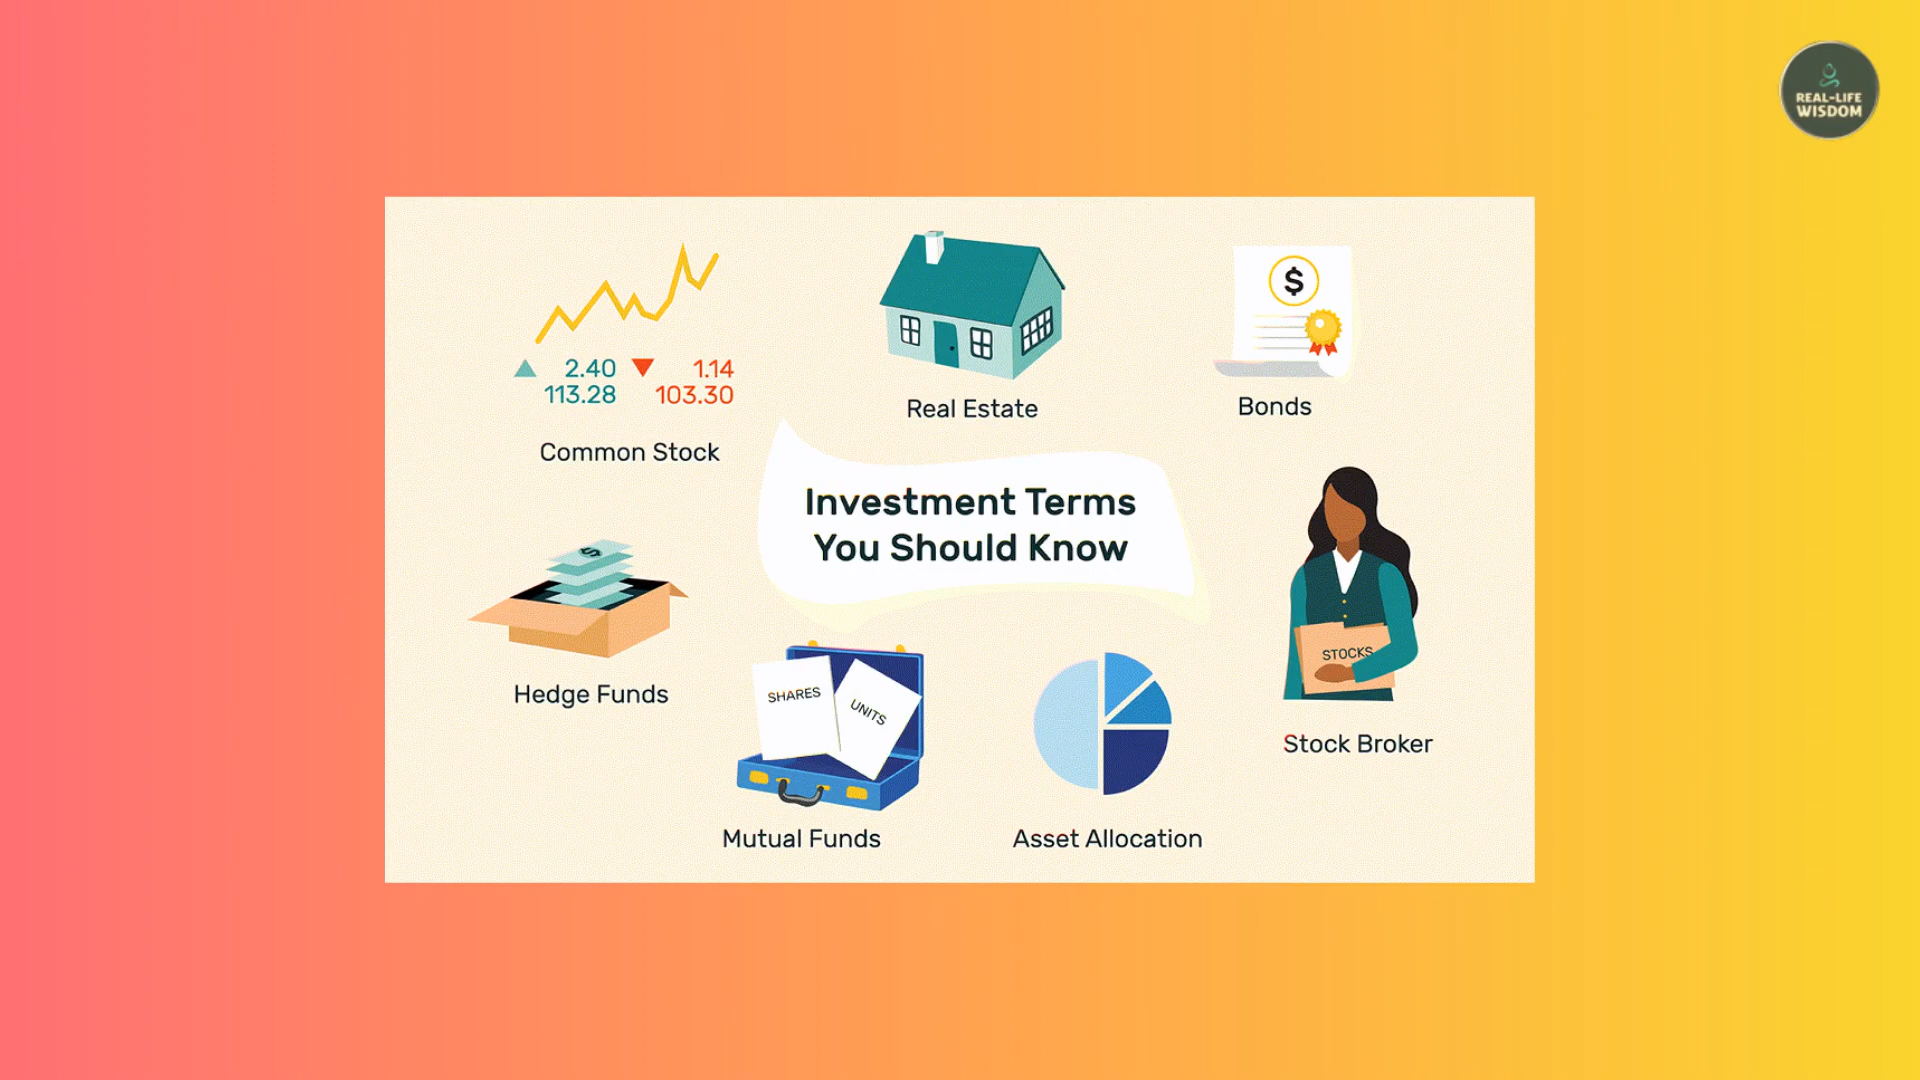 REAL-LIFE
WISDOM
2.40
1.14
113.28
103.30
Common Stock
Real Estate
$
Bonds
Investment Terms
You Should Know
$
Hedge Funds
SHARES
UNITS
Mutual Funds
Asset Allocation
STOCKS
Stock Broker